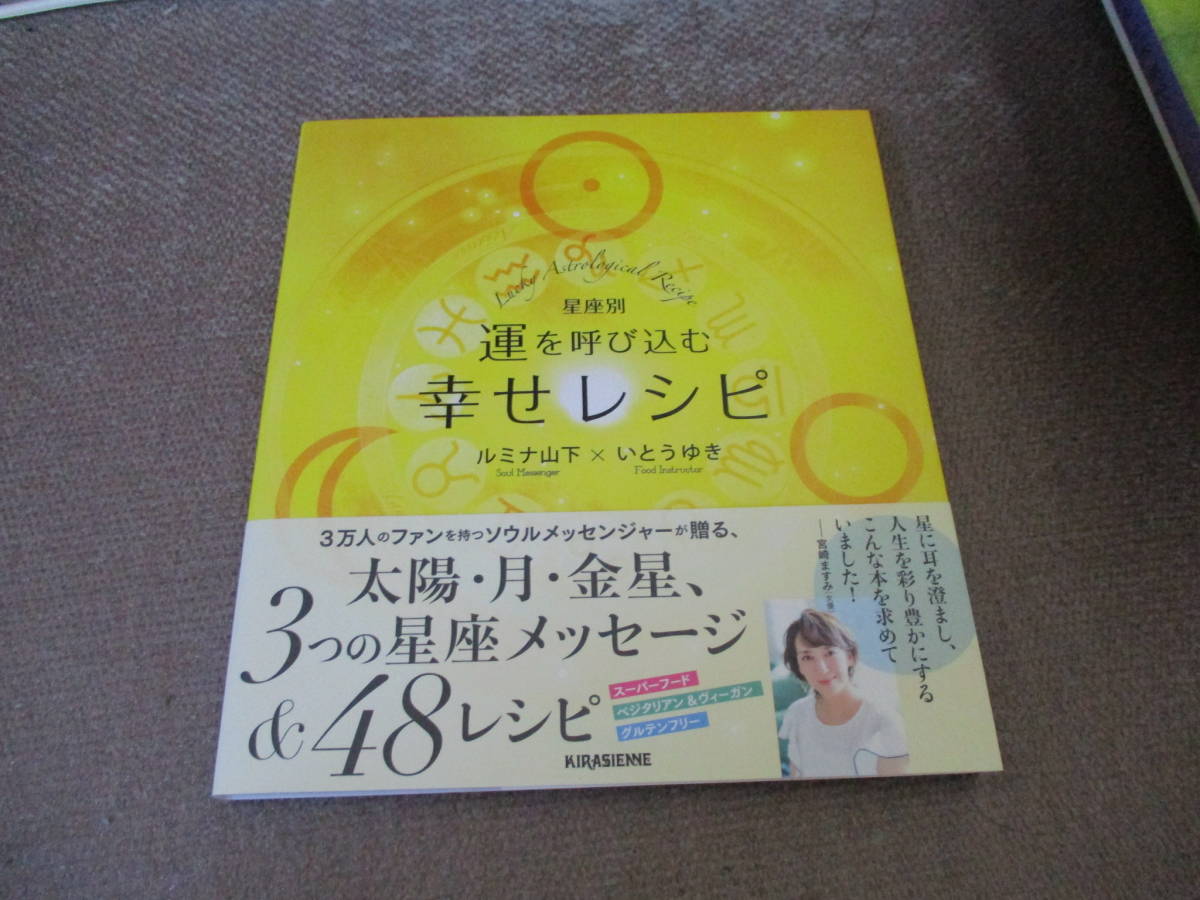 Lucky Astrological Recipe
星座別
運を呼び込む
幸せレシピ
ルミナ山下 × いとうゆき
Soul Messenger Food Instructor
3万人のファンを持つソウルメッセンジャーが贈る、
太陽・月・金星、
3つの星座メッセージ
&48レシピ
スーパーフード
ベジタリアン&ヴィーガン
グルテンフリー
KIRASIENNE
星に耳を澄まし、
人生を彩り豊かにする
こんな本を求めて
いました!
──宮崎ますみ